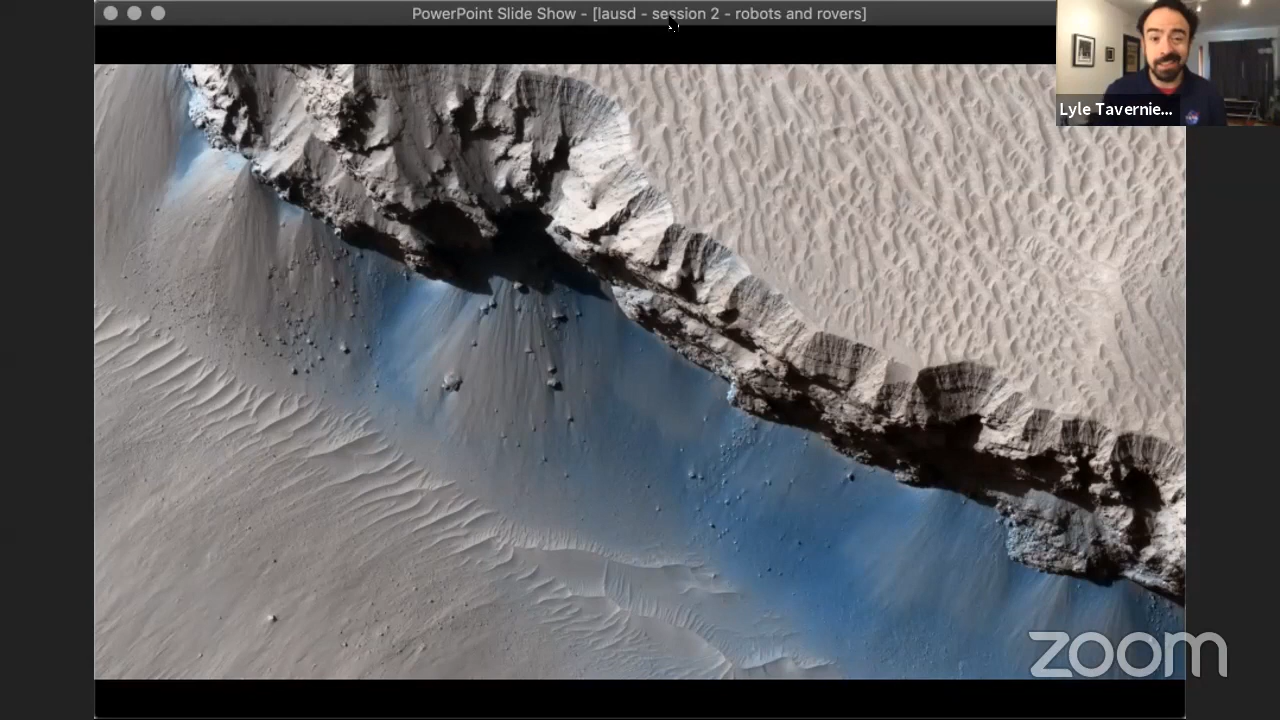 PowerPoint Slide Show - [lausd - session 2 - robots and rovers]
Lyle Tavernie...
zoom